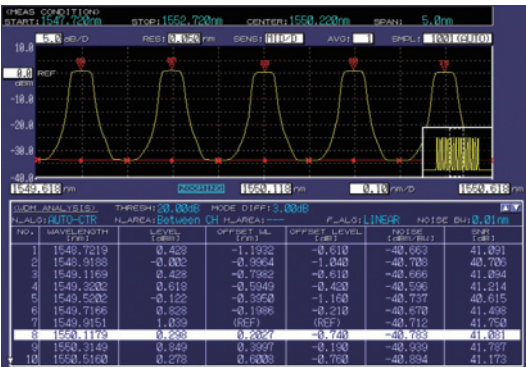 <MEAS CONDITION>
START: 1547.720nm STOP: 1552.720nm CENTER: 1550.220nm SPAN: 5.0nm
5.0 dB/D RES: 0.050 nm SENS: MID/D AVG: 1 SMPL: 1001 (AUTO)
10.0
0.0 REF
dBm
-10.0
-20.0
-30.0
-40.0
1549.618 nm 1550.118 nm 0.10 nm/D 1550.618 nm
<WDM ANALYSIS> THRESH: 20.00dB MODE DIFF: 3.00dB
N_ALGO: AUTO-CTR N_AREA: Between CH M_AREA: --- F_ALG: LINEAR NOISE BW: 0.01nm
NO. WAVELENGTH LEVEL OFFSET WL OFFSET LEVEL NOISE SNR
[nm] [dBm] [nm] [dB] [dBm/BW] [dB]
1 1548.7219 0.428 -1.1932 -0.610 -40.663 41.091
2 1548.9188 -0.002 -0.9964 -1.040 -40.708 40.706
3 1549.1169 0.428 -0.7982 -0.610 -40.666 41.094
4 1549.3202 0.618 -0.5949 -0.420 -40.596 41.214
5 1549.5202 -0.122 -0.3950 -1.160 -40.737 40.615
6 1549.7166 0.828 -0.1986 -0.210 -40.670 41.498
7 1549.9151 1.039 (REF) (REF) -40.712 41.750
8 1550.1179 0.298 0.2027 -0.740 -40.783 41.081
9 1550.3149 0.849 0.3997 -0.190 -40.939 41.787
10 1550.5160 0.278 0.6008 -0.760 -40.894 41.173